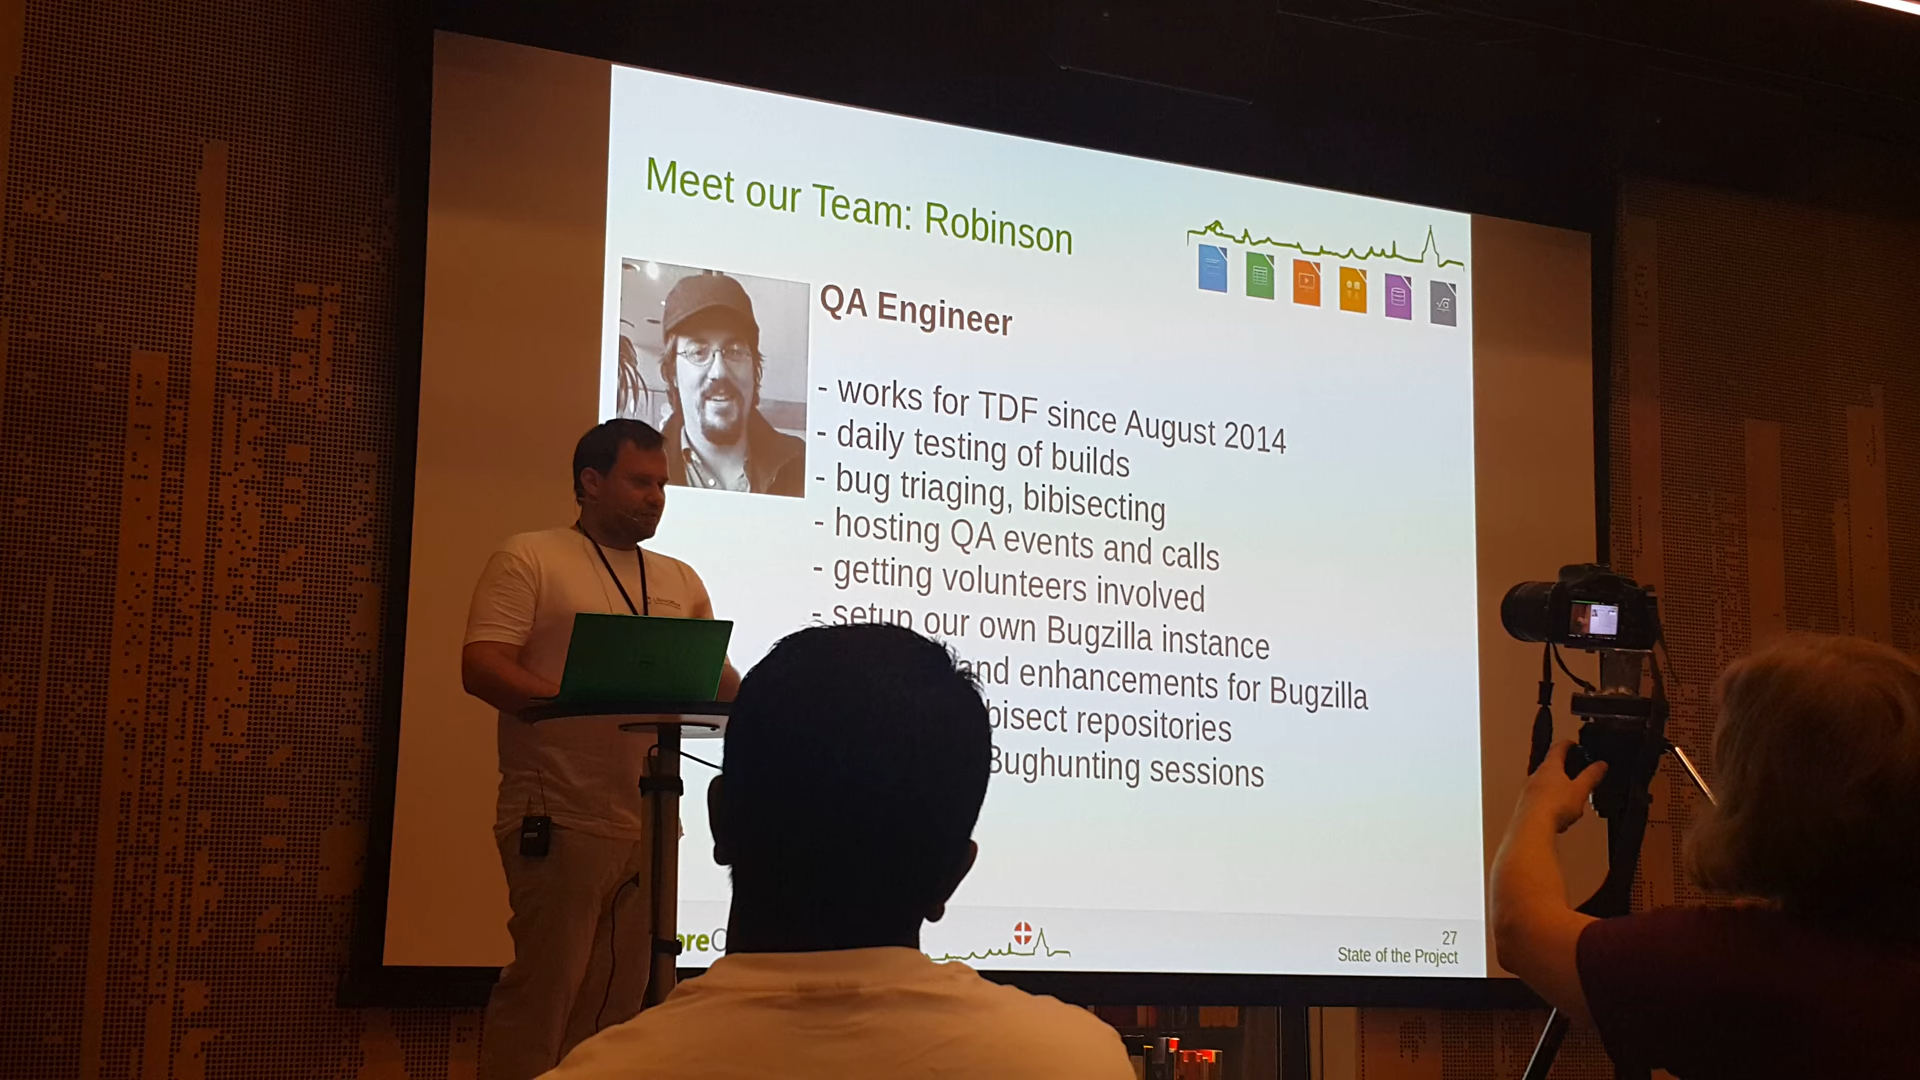 Meet our Team: Robinson
QA Engineer
- works for TDF since August 2014
- daily testing of builds
- bug triaging, bibisecting
- hosting QA events and calls
- getting volunteers involved
- setup our own Bugzilla instance
and enhancements for Bugzilla
bisect repositories
Bughunting sessions
27
State of the Project